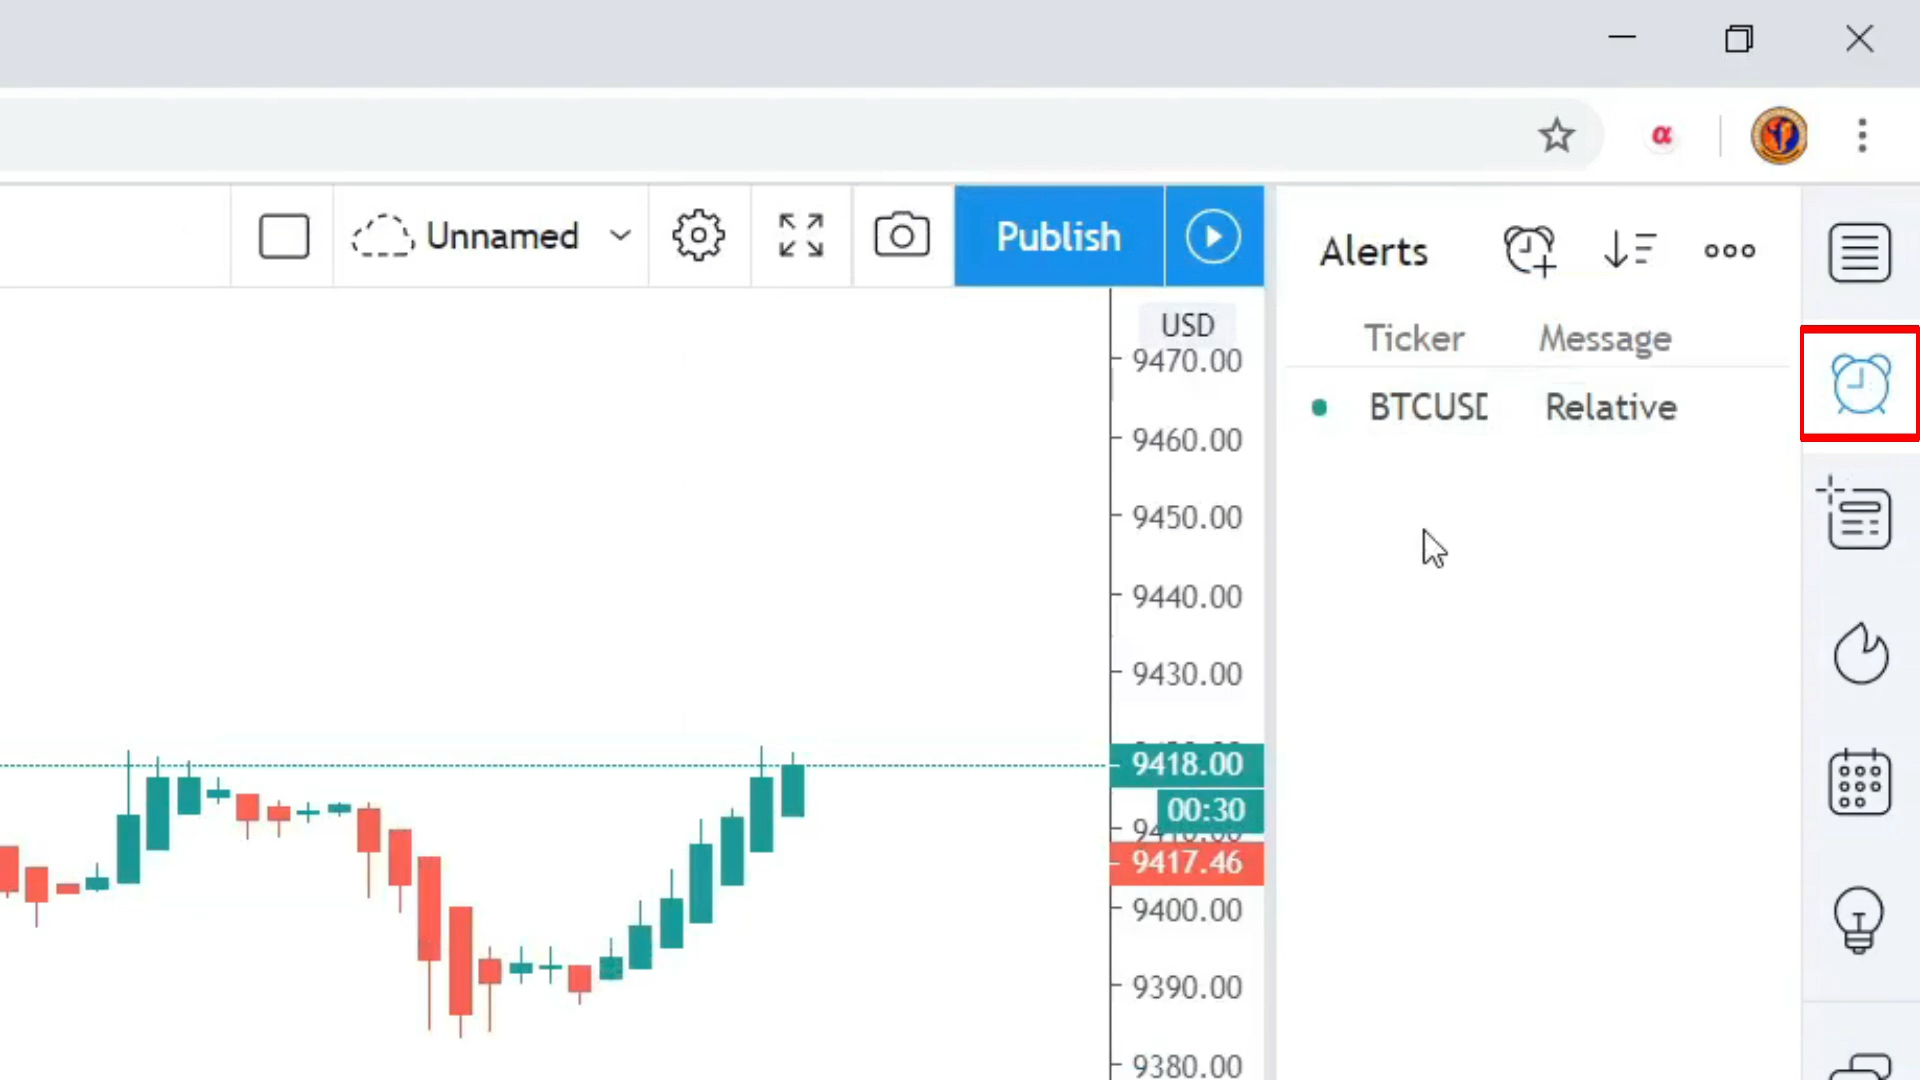 α
Unnamed
Publish
Alerts
Ticker Message
BTCUSD Relative
USD
9470.00
9460.00
9450.00
9440.00
9430.00
9418.00
00:30
9417.46
9400.00
9390.00
9380.00